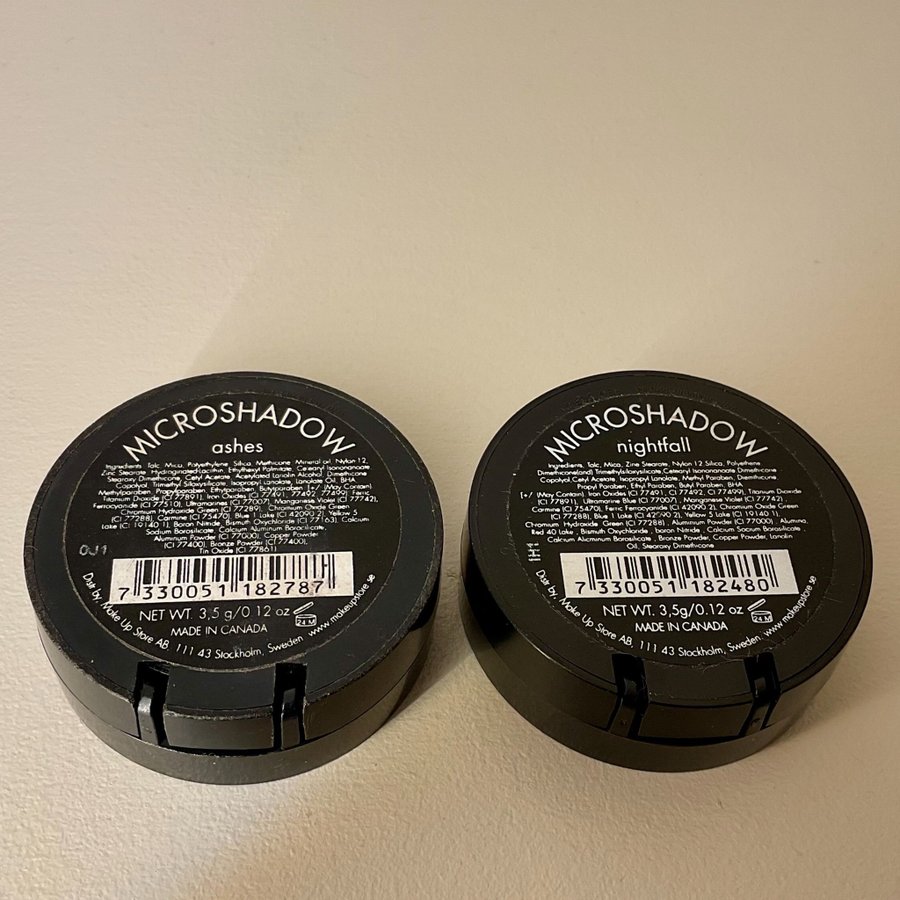 MICROSHADOW
ashes
Ingredients: Talc, Mica, Polyethylene, Silica, Methicone, Mineral oil, Nylon 12,
Zinc Stearate, Hydroginated Lecithin, Ethylhexyl Palmitate, Cetearyl Isononanoate
Stearoxy Dimethicone, Cetyl Acetate, Acetylated Lanolin Alcohol, Dimethicone
Copolyol, Trimethyl Siloxysilicate, Isopropyl Lanolate, Lanolin Oil, BHA
Methylparaben, Propylparaben, Ethylparaben, Butylparaben [+/- (May Contain)
Titanium Dioxide (CI 77891), Iron Oxides (CI 77491, 77492, 77499) Ferric
Ferrocyanide (CI 77510), Ultramarines (CI 77007), Manganese Violet (CI 77742),
Chromium Hydroxide Green (CI 77289), Chromium Oxide Green
(CI 77288), Carmine (CI 75470), Blue 1 Lake (CI 42090:2), Yellow 5
Lake (CI 19140:1), Boron Nitride, Bismuth Oxychloride (CI 77163), Calcium
Sodium Borosilicate, Calcium Aluminum Borosilicate,
Aluminum Powder (CI 77000), Copper Powder
(CI 77400), Bronze Powder (CI 77400),
Tin Oxide (CI 77861)
0J1
7 330051 182787
NET WT. 3,5 g/0.12 oz
24 M
MADE IN CANADA
Distr by. Make Up Store AB, 111 43 Stockholm, Sweden www.makeupstore.se
MICROSHADOW
nightfall
Ingredients, Talc, Mica, Zinc Stearate, Nylon 12 Silica, Polyethene
Dimethicone(and) Trimethylsiloxysilicate,Cetearyl Isononanoate Dimethicone
Copolyol,Cetyl Acetate, Isopropyl Lanolate, Methyl Paraben, Dimethicone
Propyl Paraben, Ethyl Paraben, Butyl Paraben, BHA
[+/ (May Contain), Iron Oxides (CI 77491, CI 77492, CI 77499), Titanium Dioxide
(CI 77891), Ultramarine Blue (CI 77007), Manganese Violet (CI 77742),
Carmine (CI 75470), Ferric Ferrocyanide (CI 42090 2), Chromium Oxide Green
(CI 77288), Blue 1 Lake (CI 42090 2), Yellow 5 Lake (CI 19140 1),
Chromium Hydroxide Green (CI 77288), Aluminum Powder (CI 77000), Alumina,
Red 40 Lake, Bismuth Oxychloride, boron Nitride, Calcium Sodium Borosilicate,
Calcium Aluminum Borosilicate, Bronze Powder, Copper Powder, Lanolin
Oil, Stearoxy Dimethicone
1H1
7 330051 182480
NET WT. 3,5g/0.12 oz
24 M
MADE IN CANADA
Distr by. Make Up Store AB, 111 43 Stockholm, Sweden, www.makeupstore.se